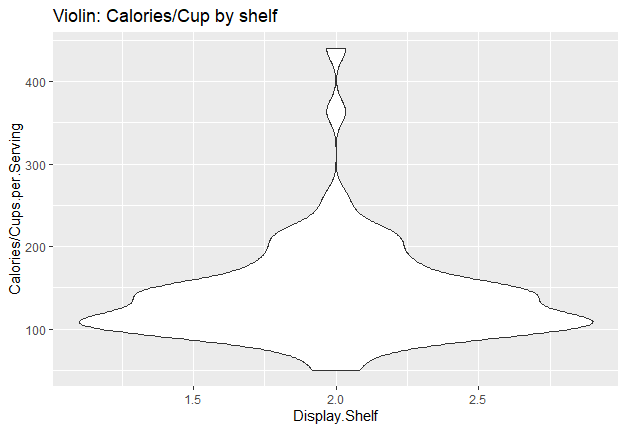 Violin: Calories/Cup by shelf
Calories/Cups.per.Serving
400
300
200
100
1.5 2.0 2.5
Display.Shelf